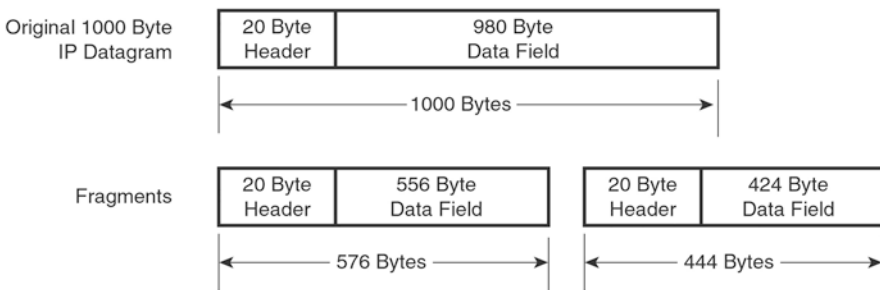 Original 1000 Byte
IP Datagram
20 Byte
Header
980 Byte
Data Field
1000 Bytes
Fragments
20 Byte
Header
556 Byte
Data Field
20 Byte
Header
424 Byte
Data Field
576 Bytes
444 Bytes